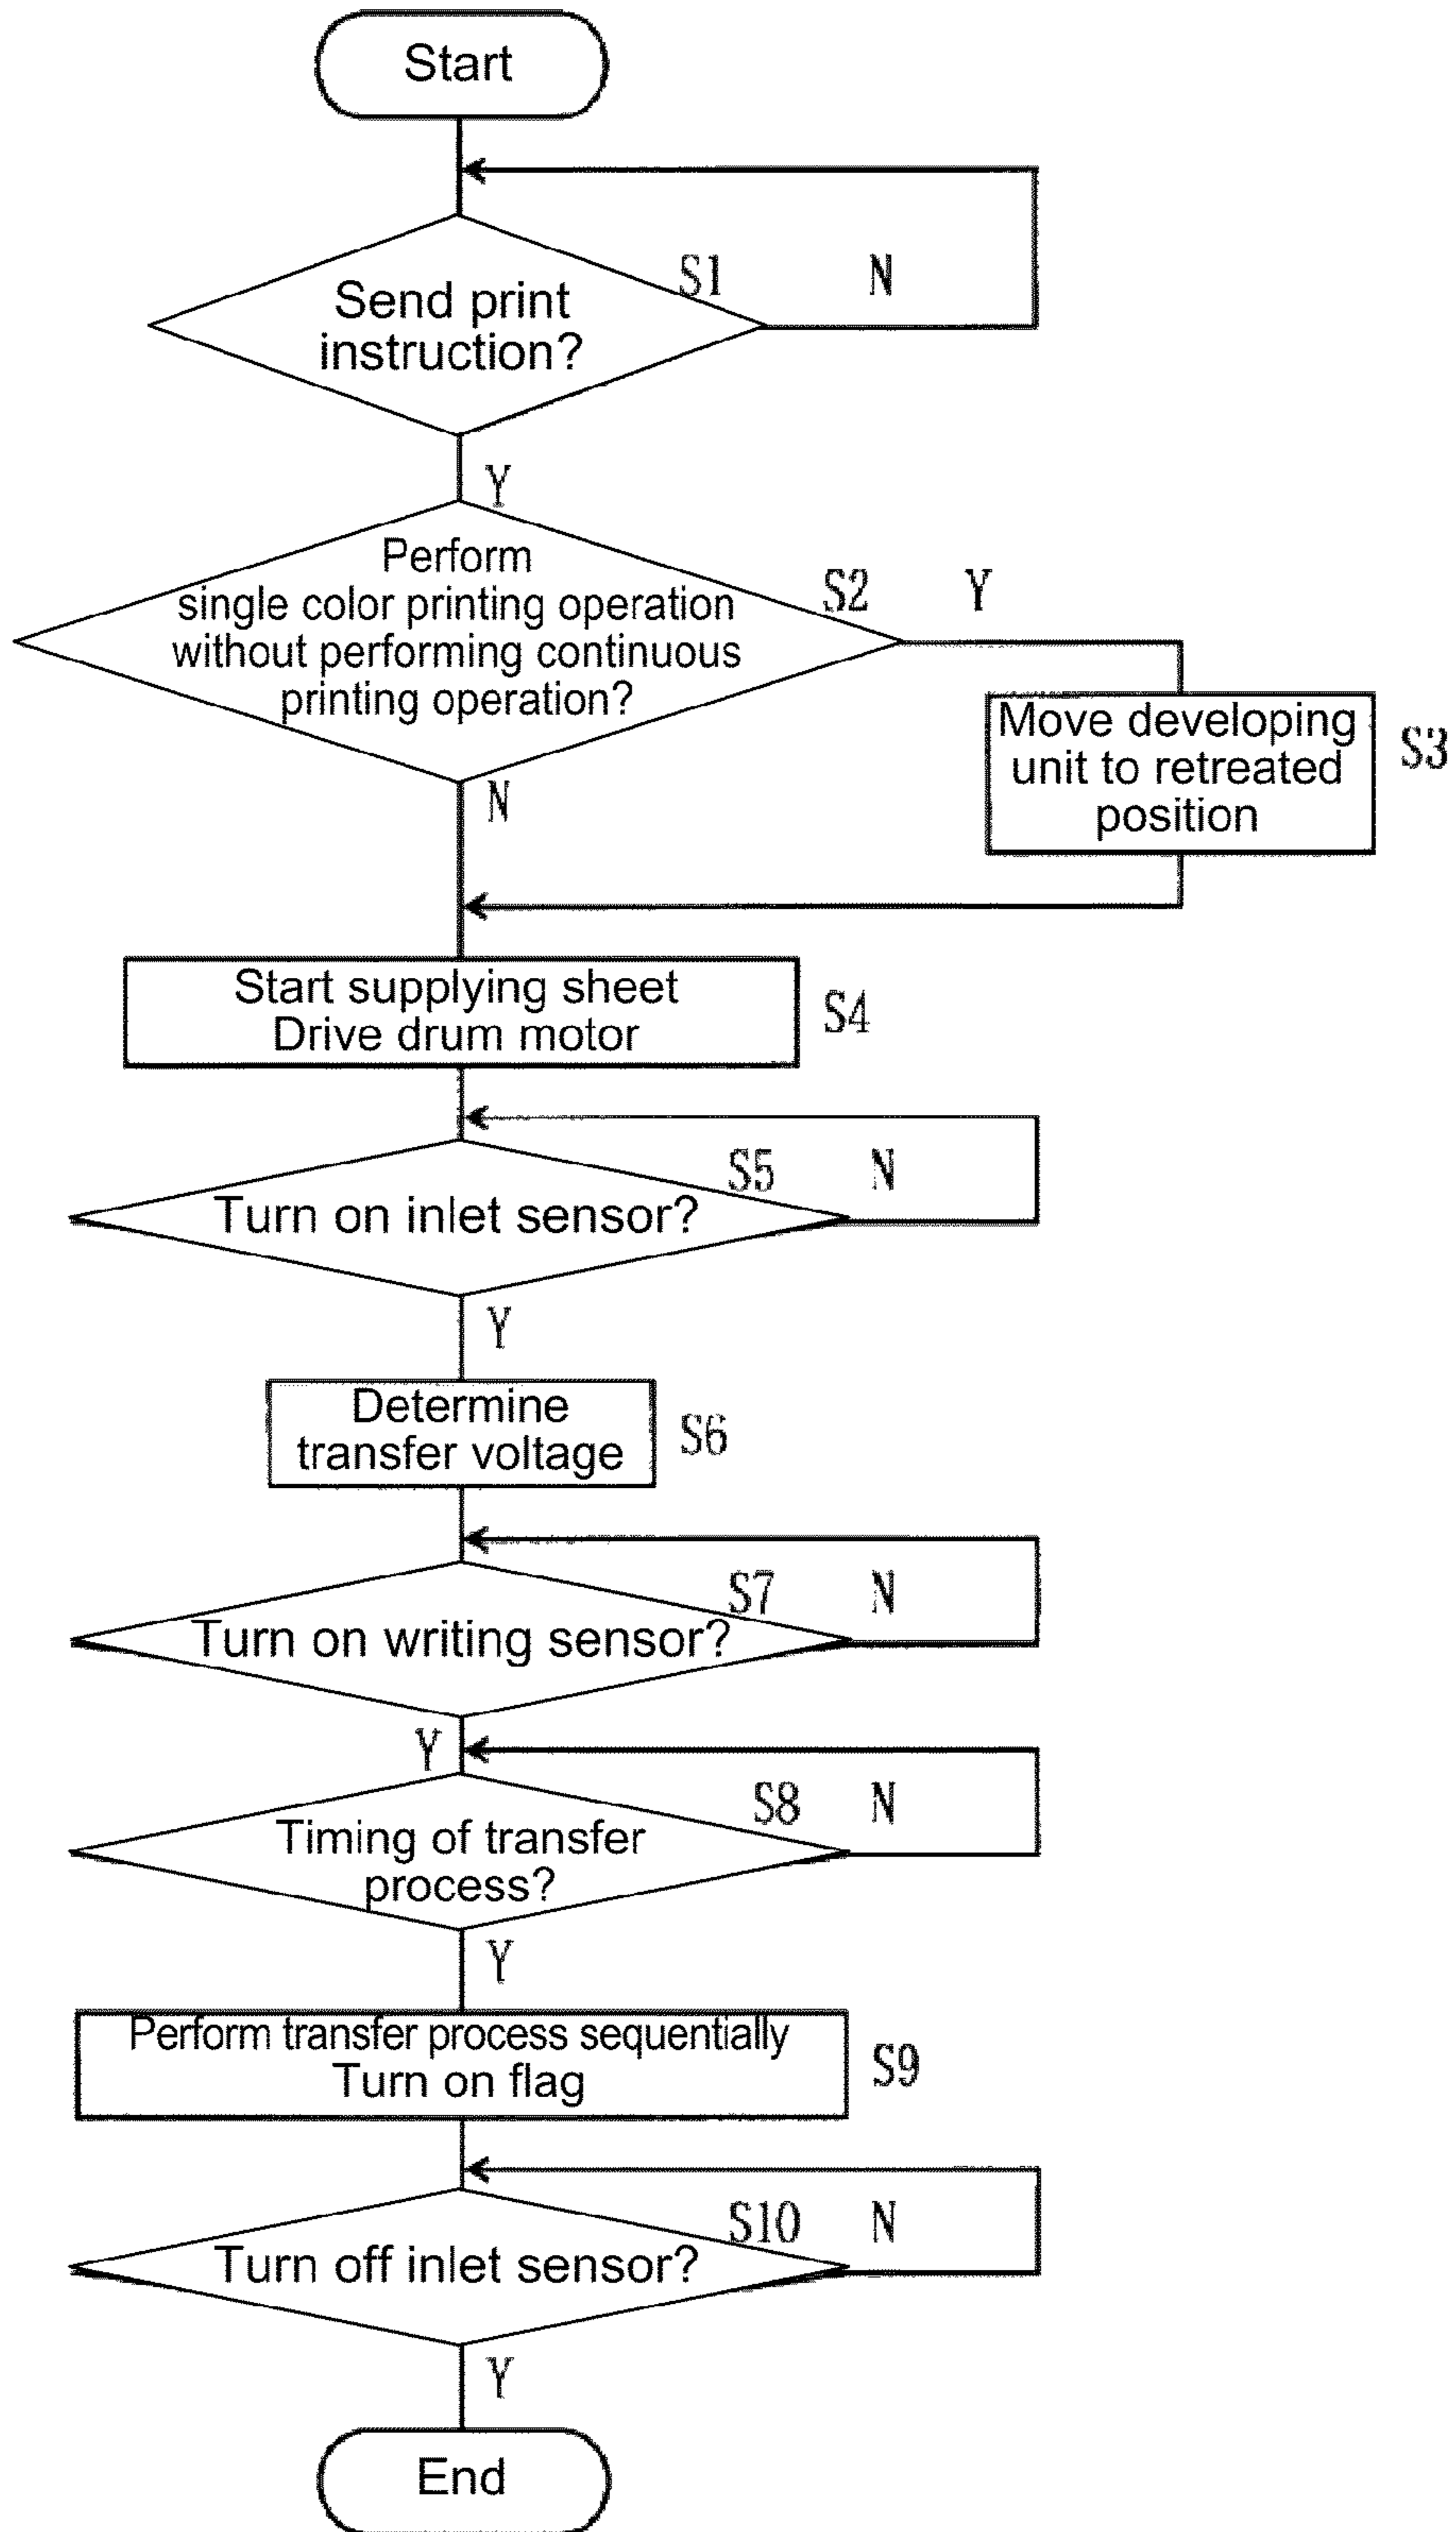 Start
S1
N
Send print
instruction?
Y
Perform
single color printing operation
without performing continuous
printing operation?
S2
Y
N
Move developing
unit to retreated
position
S3
Start supplying sheet
Drive drum motor
S4
S5
N
Turn on inlet sensor?
Y
Determine
transfer voltage
S6
S7
N
Turn on writing sensor?
Y
S8
N
Timing of transfer
process?
Y
Perform transfer process sequentially
Turn on flag
S9
S10
N
Turn off inlet sensor?
Y
End